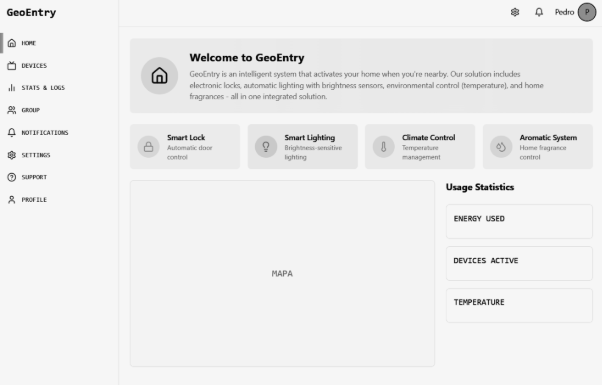 GeoEntry
Pedro
P
HOME
DEVICES
STATS & LOGS
GROUP
NOTIFICATIONS
SETTINGS
SUPPORT
PROFILE
Welcome to GeoEntry
GeoEntry is an intelligent system that activates your home when you're nearby. Our solution includes
electronic locks, automatic lighting with brightness sensors, environmental control (temperature), and home
fragrances - all in one integrated solution.
Smart Lock
Automatic door
control
Smart Lighting
Brightness-sensitive
lighting
Climate Control
Temperature
management
Aromatic System
Home fragrance
control
MAPA
Usage Statistics
ENERGY USED
DEVICES ACTIVE
TEMPERATURE